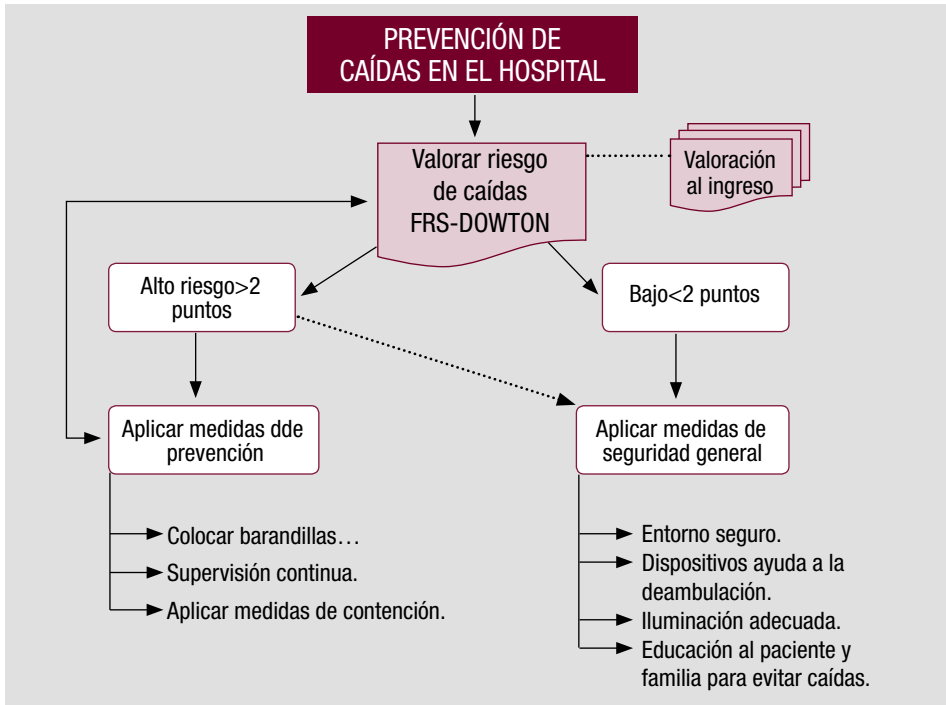 PREVENCIÓN DE
CAÍDAS EN EL HOSPITAL
Valorar riesgo
de caídas
FRS-DOWTON
Valoración
al ingreso
Alto riesgo>2
puntos
Bajo<2 puntos
Aplicar medidas dde
prevención
Aplicar medidas de
seguridad general
Colocar barandillas…
Supervisión continua.
Aplicar medidas de contención.
Entorno seguro.
Dispositivos ayuda a la
deambulación.
Iluminación adecuada.
Educación al paciente y
familia para evitar caídas.